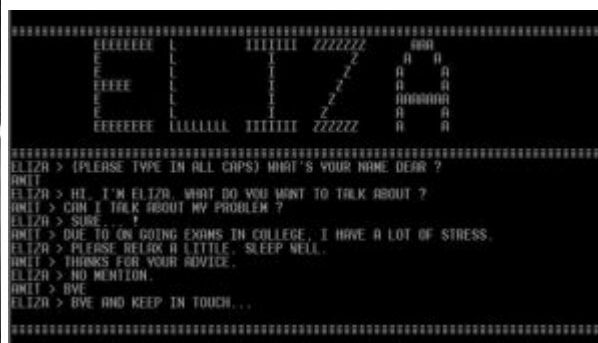 ELIZA
ELIZA > (PLEASE TYPE IN ALL CAPS) WHAT'S YOUR NAME DEAR ?
AMIT
ELIZA > HI, I'M ELIZA, WHAT DO YOU WANT TO TALK ABOUT ?
AMIT > CAN I TALK ABOUT MY PROBLEM ?
ELIZA > SURE... !
AMIT > DUE TO ON GOING EXAMS IN COLLEGE, I HAVE A LOT OF STRESS.
ELIZA > PLEASE RELAX A LITTLE. SLEEP WELL.
AMIT > THANKS FOR YOUR ADVICE.
ELIZA > NO MENTION.
AMIT > BYE
ELIZA > BYE AND KEEP IN TOUCH...